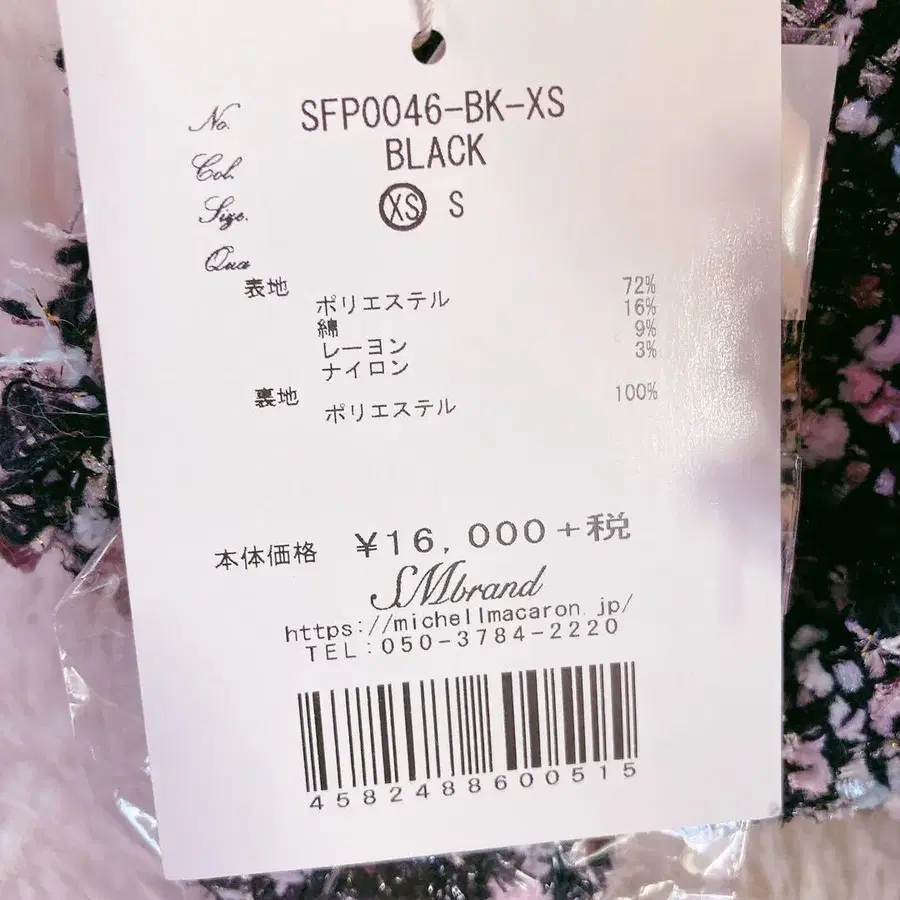 No. SFP0046-BK-XS
Col. BLACK
Size. XS S
Qua
表地
ポリエステル 72%
綿 16%
レーヨン 9%
ナイロン 3%
裏地
ポリエステル 100%
本体価格 ¥16,000+税
SMbrand
https://michellmacaron.jp/
TEL:050-3784-2220
4582488600515